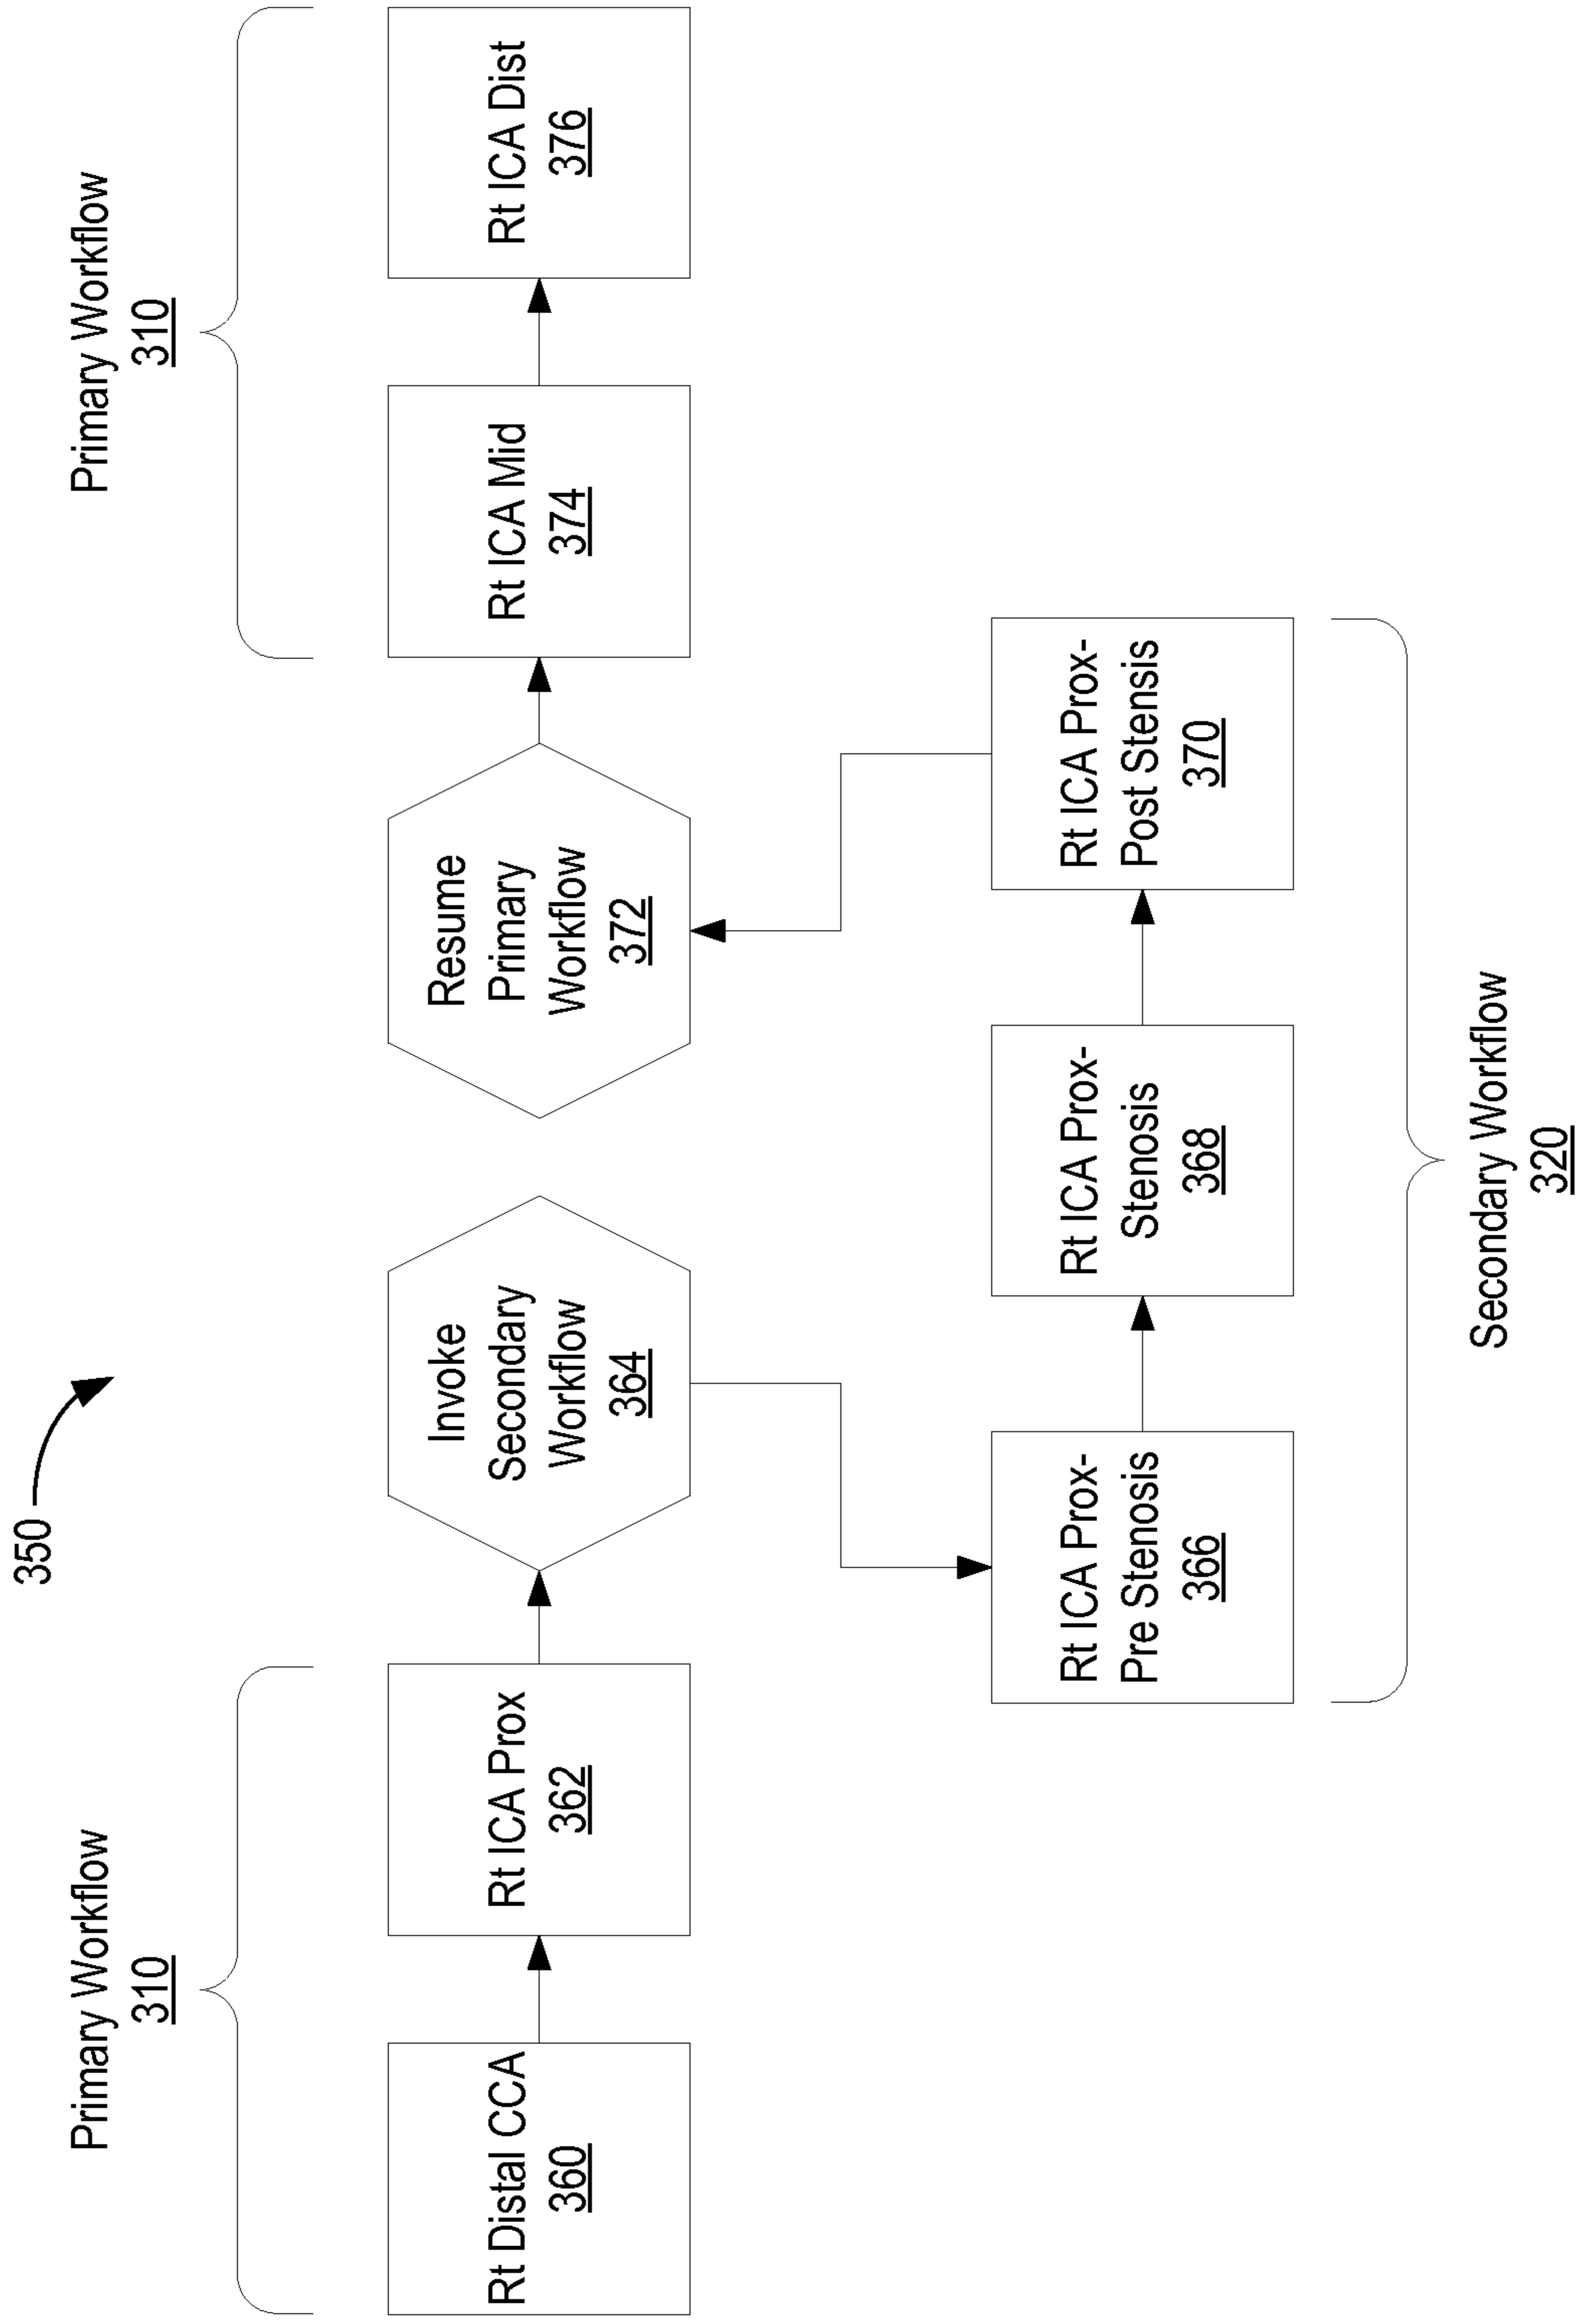 350
Primary Workflow
310
Primary Workflow
310
Rt Distal CCA
360
Rt ICA Prox
362
Invoke
Secondary
Workflow
364
Resume
Primary
Workflow
372
Rt ICA Mid
374
Rt ICA Dist
376
Rt ICA Prox-
Pre Stenosis
366
Rt ICA Prox-
Stenosis
368
Rt ICA Prox-
Post Stensis
370
Secondary Workflow
320